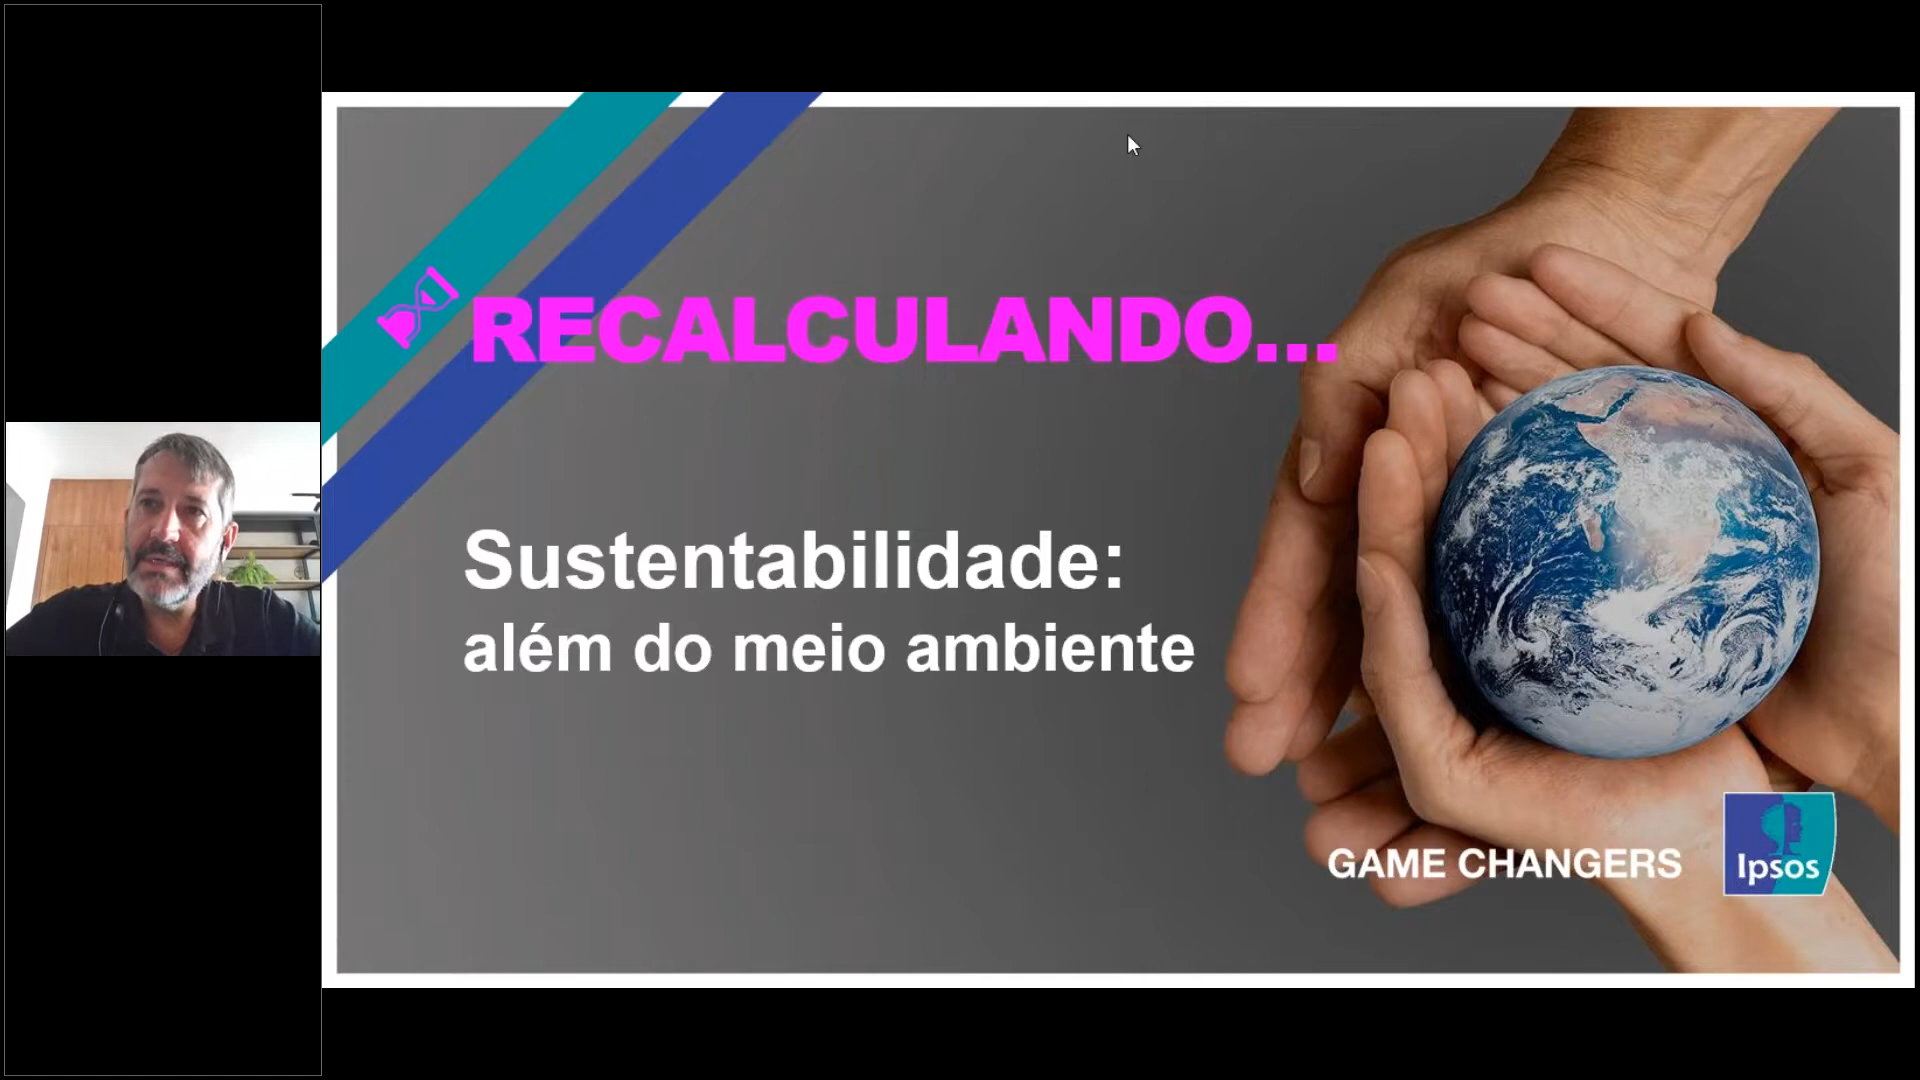 RECALCULANDO...
Sustentabilidade:
além do meio ambiente
GAME CHANGERS
Ipsos